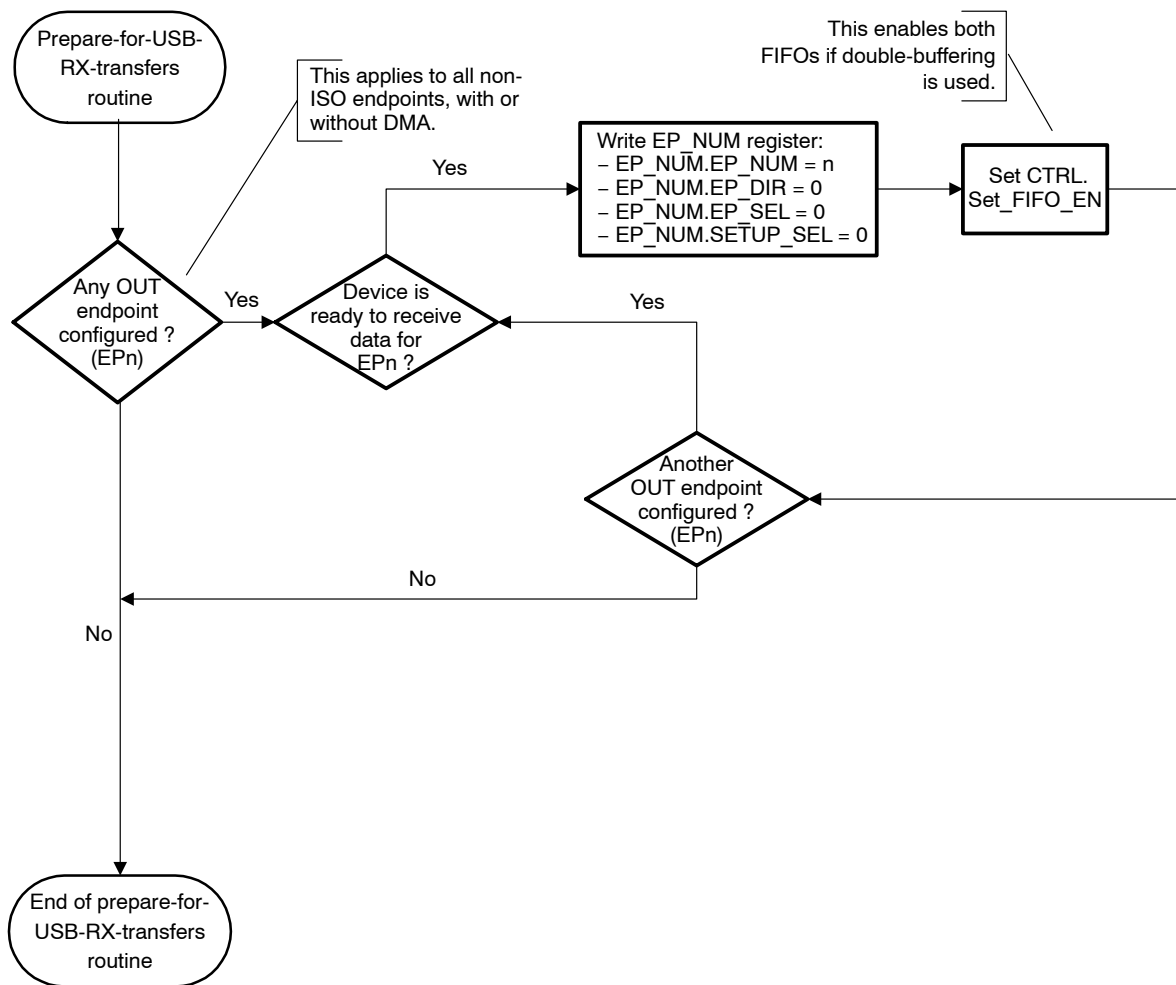 Prepare-for-USB-
RX-transfers
routine
This applies to all non-
ISO endpoints, with or
without DMA.
This enables both
FIFOs if double-buffering
is used.
Yes
Write EP_NUM register:
– EP_NUM.EP_NUM = n
– EP_NUM.EP_DIR = 0
– EP_NUM.EP_SEL = 0
– EP_NUM.SETUP_SEL = 0
Set CTRL.
Set_FIFO_EN
Any OUT
endpoint
configured ?
(EPn)
Yes
Device is
ready to receive
data for
EPn ?
Yes
Another
OUT endpoint
configured ?
(EPn)
No
No
End of prepare-for-
USB-RX-transfers
routine